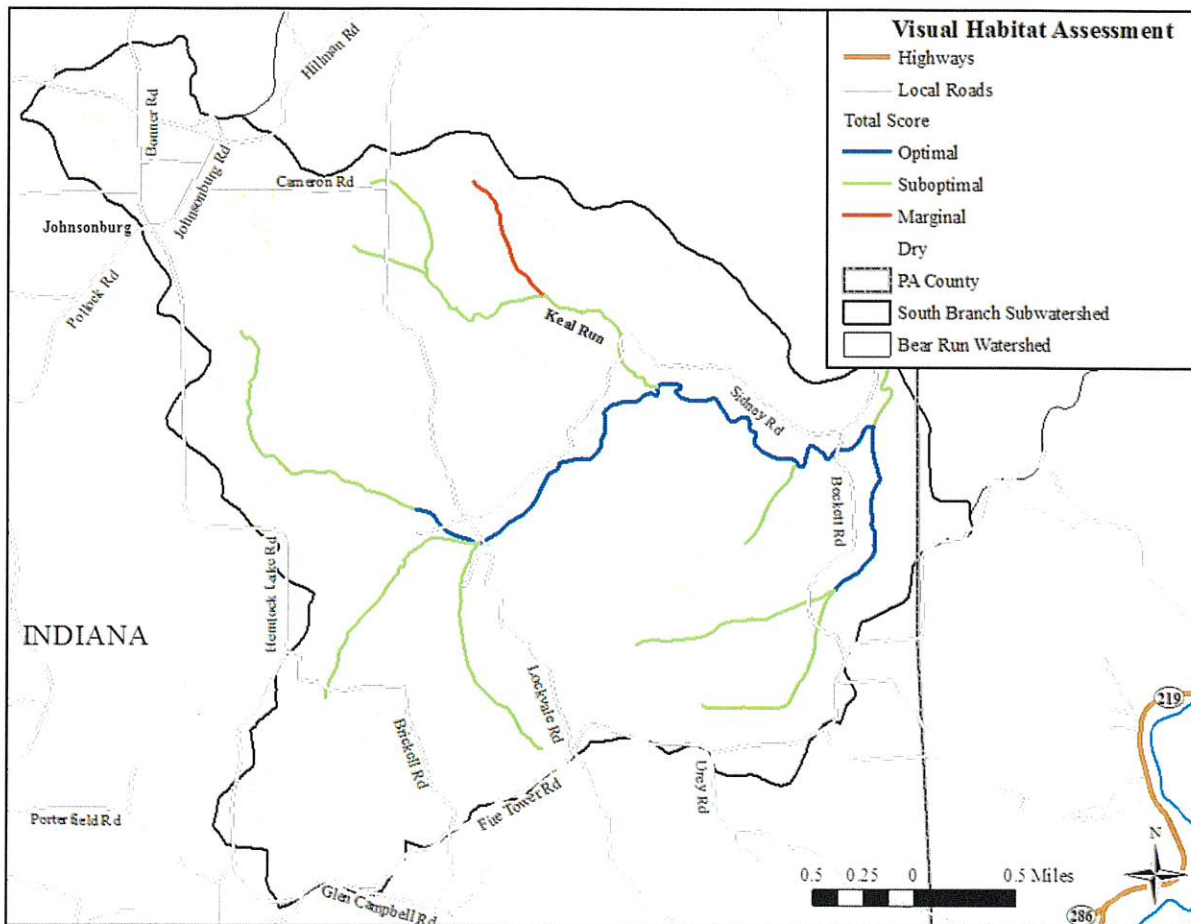 Visual Habitat Assessment
Highways
Local Roads
Total Score
Optimal
Suboptimal
Marginal
Dry
PA County
South Branch Subwatershed
Bear Run Watershed
Hillman Rd
Bonner Rd
Johnsonburg Rd
Cameron Rd
Johnsonburg
Pollock Rd
Keal Run
Sidney Rd
Beckett Rd
Hemlock Lake Rd
INDIANA
Lockvale Rd
Brickell Rd
Urey Rd
Fire Tower Rd
Porterfield Rd
Glen Campbell Rd
219
N
0.5 0.25 0 0.5 Miles
286